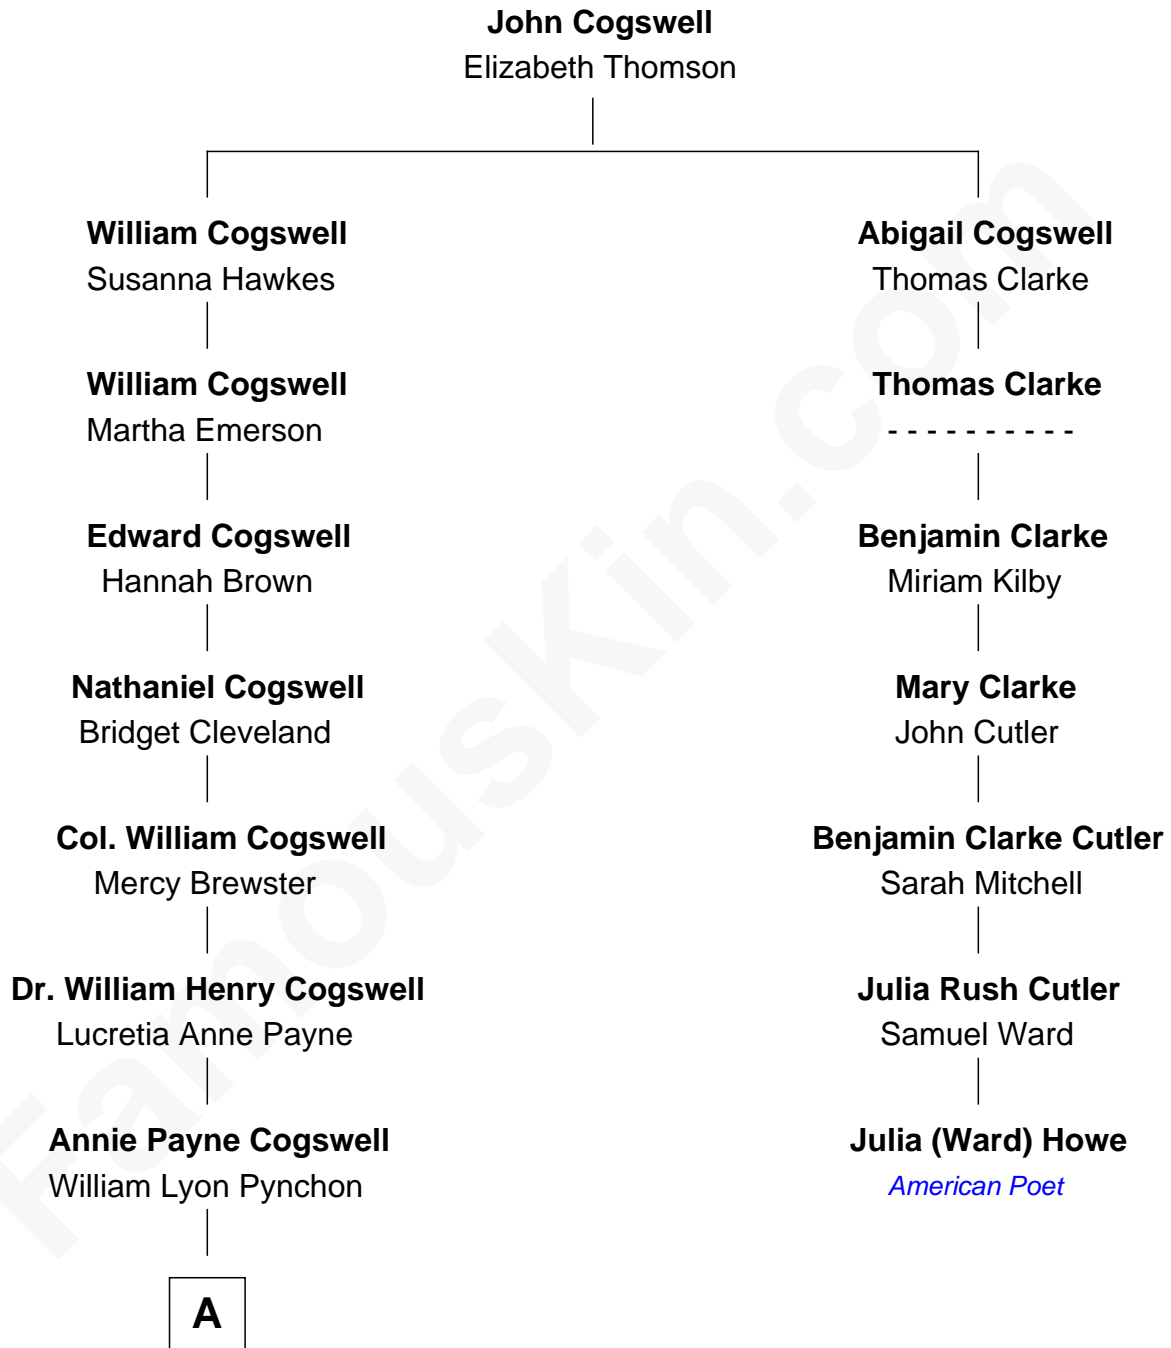 John Cogswell
Elizabeth Thomson
William Cogswell
Susanna Hawkes
Abigail Cogswell
Thomas Clarke
William Cogswell
Martha Emerson
Thomas Clarke
- - - - - - - - - -
Edward Cogswell
Hannah Brown
Benjamin Clarke
Miriam Kilby
Nathaniel Cogswell
Bridget Cleveland
Mary Clarke
John Cutler
Col. William Cogswell
Mercy Brewster
Benjamin Clarke Cutler
Sarah Mitchell
Dr. William Henry Cogswell
Lucretia Anne Payne
Julia Rush Cutler
Samuel Ward
Annie Payne Cogswell
William Lyon Pynchon
Julia (Ward) Howe
American Poet
A
FamousKin.com